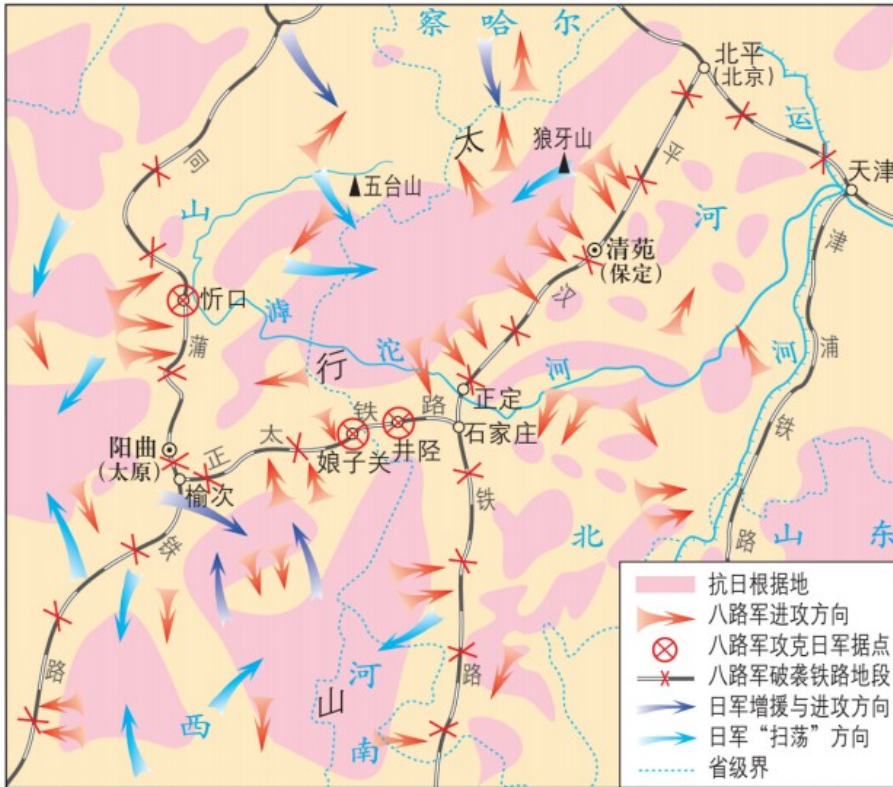 察哈尔
北平
(北京)
运
天津
同
山
五台山
太
狼牙山
平
河
清苑
(保定)
津
忻口
滹
汉
蒲
沱
河
河
浦
行
正定
铁
路
石家庄
铁
阳曲
(太原)
正
太
娘子关
井陉
榆次
铁
铁
北
路
山东
路
河
路
西
山
南
抗日根据地
八路军进攻方向
八路军攻克日军据点
八路军破袭铁路地段
日军增援与进攻方向
日军“扫荡”方向
省级界